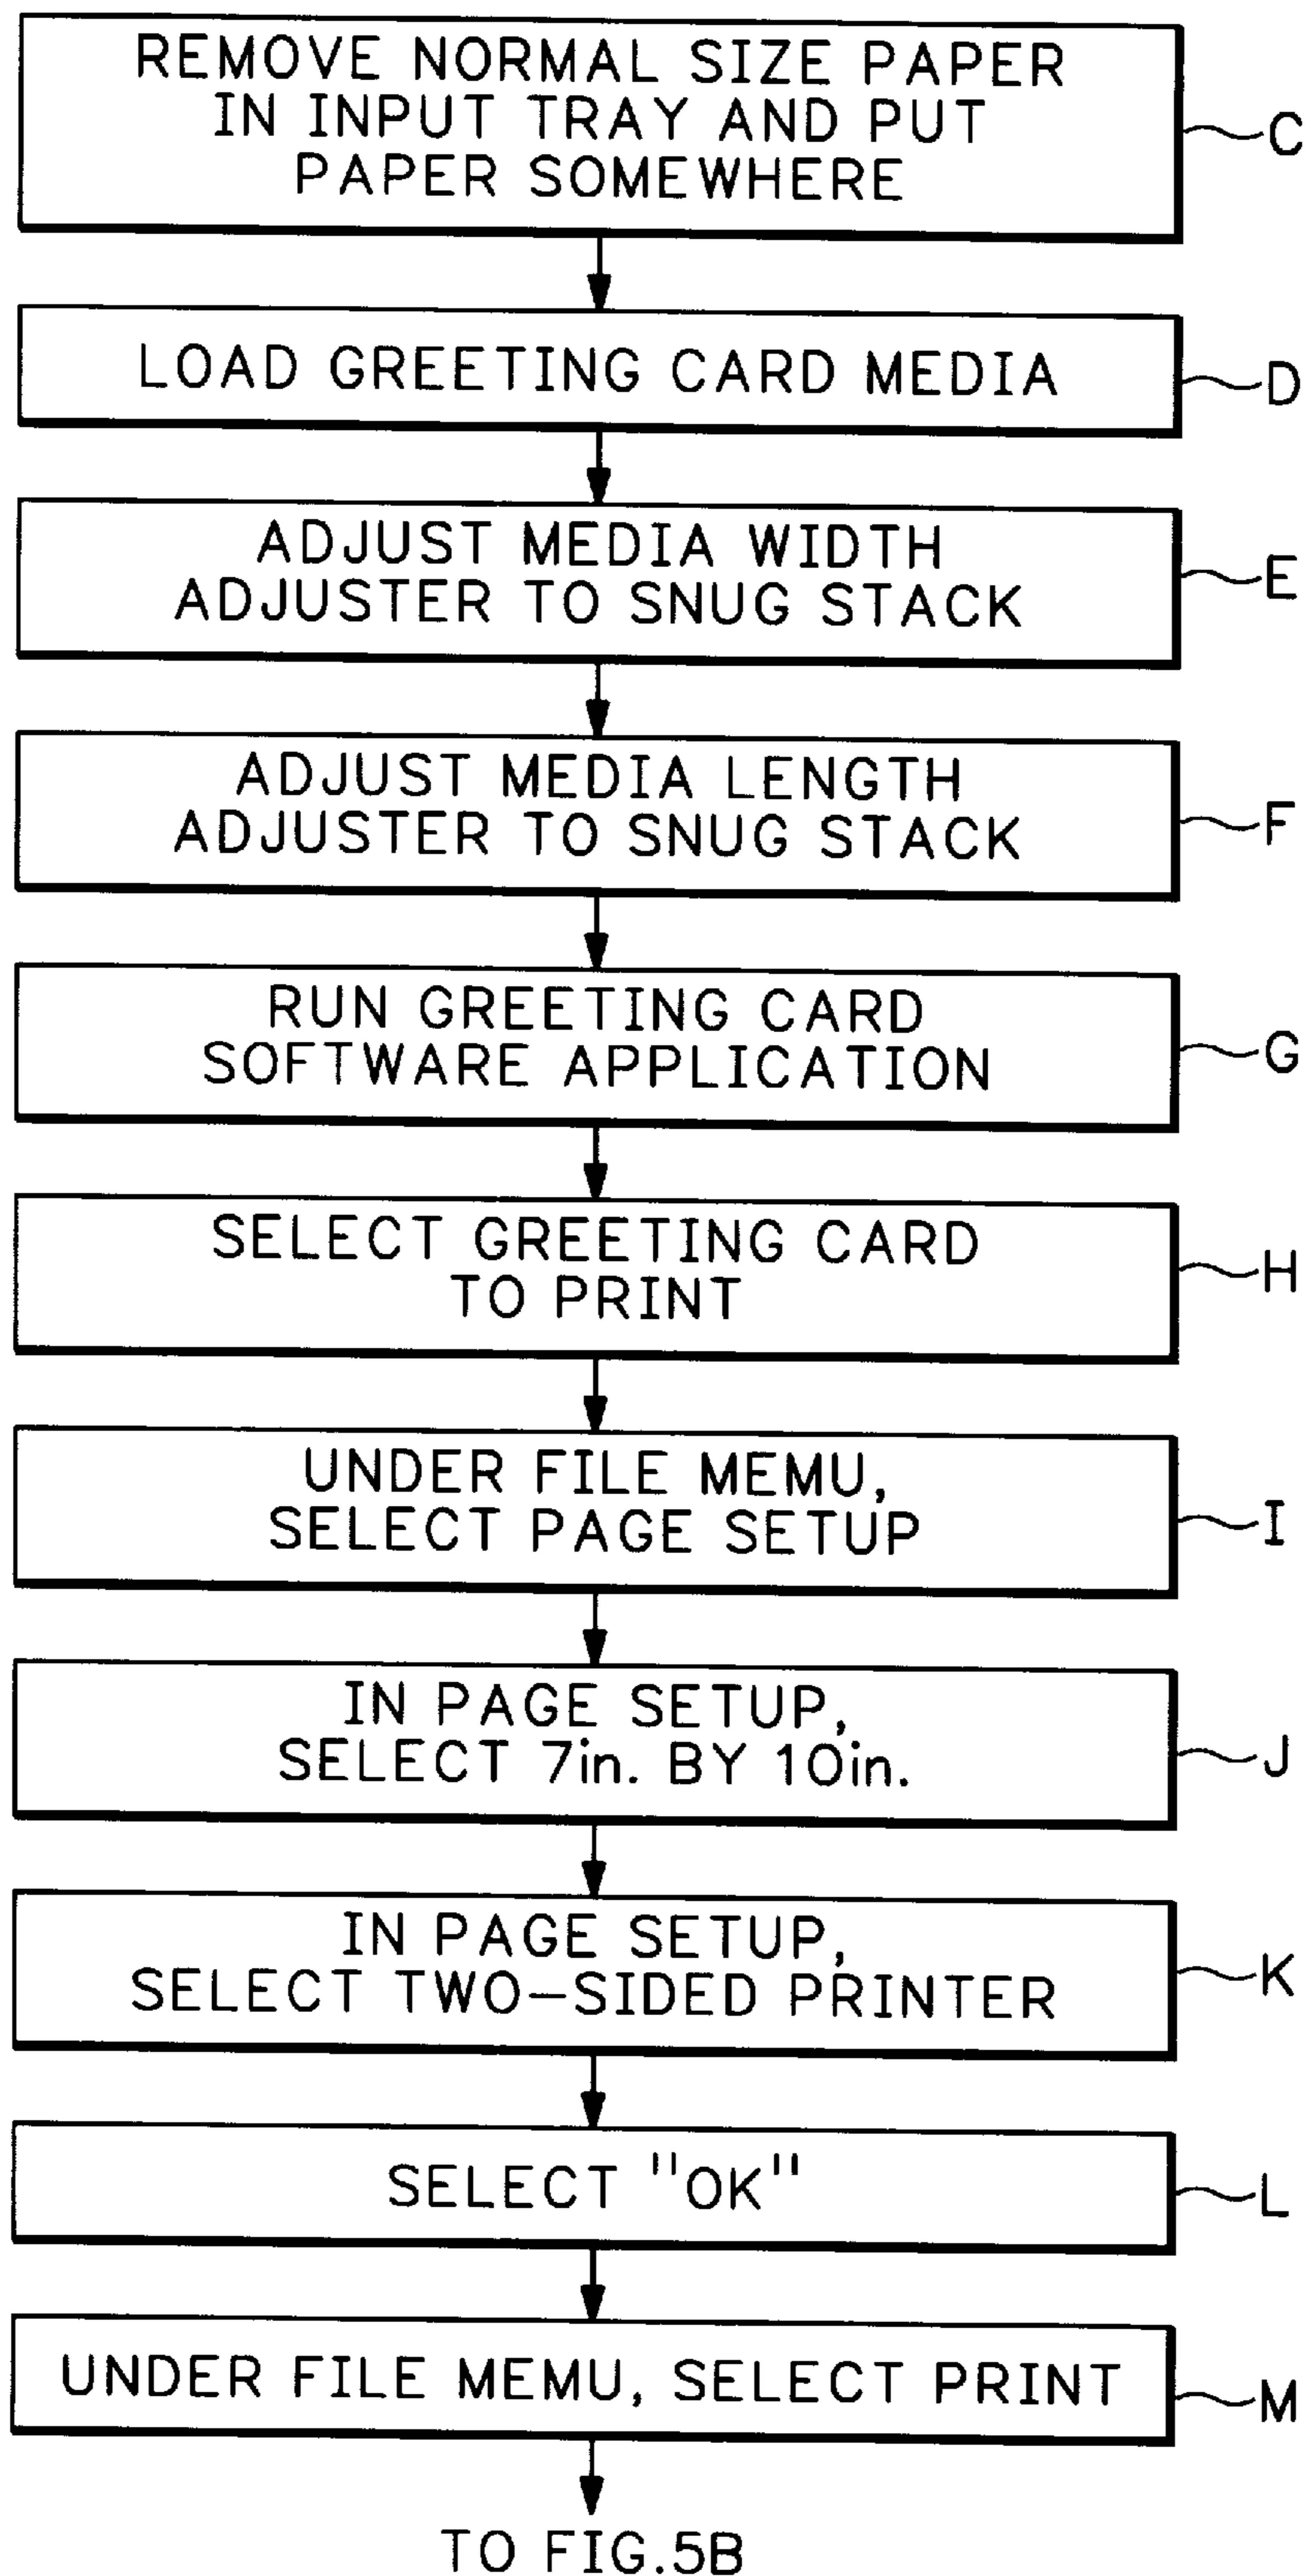 REMOVE NORMAL SIZE PAPER
IN INPUT TRAY AND PUT
PAPER SOMEWHERE
C
LOAD GREETING CARD MEDIA
D
ADJUST MEDIA WIDTH
ADJUSTER TO SNUG STACK
E
ADJUST MEDIA LENGTH
ADJUSTER TO SNUG STACK
F
RUN GREETING CARD
SOFTWARE APPLICATION
G
SELECT GREETING CARD
TO PRINT
H
UNDER FILE MEMU,
SELECT PAGE SETUP
I
IN PAGE SETUP,
SELECT 7in. BY 10in.
J
IN PAGE SETUP,
SELECT TWO-SIDED PRINTER
K
SELECT "OK"
L
UNDER FILE MEMU, SELECT PRINT
M
TO FIG.5B